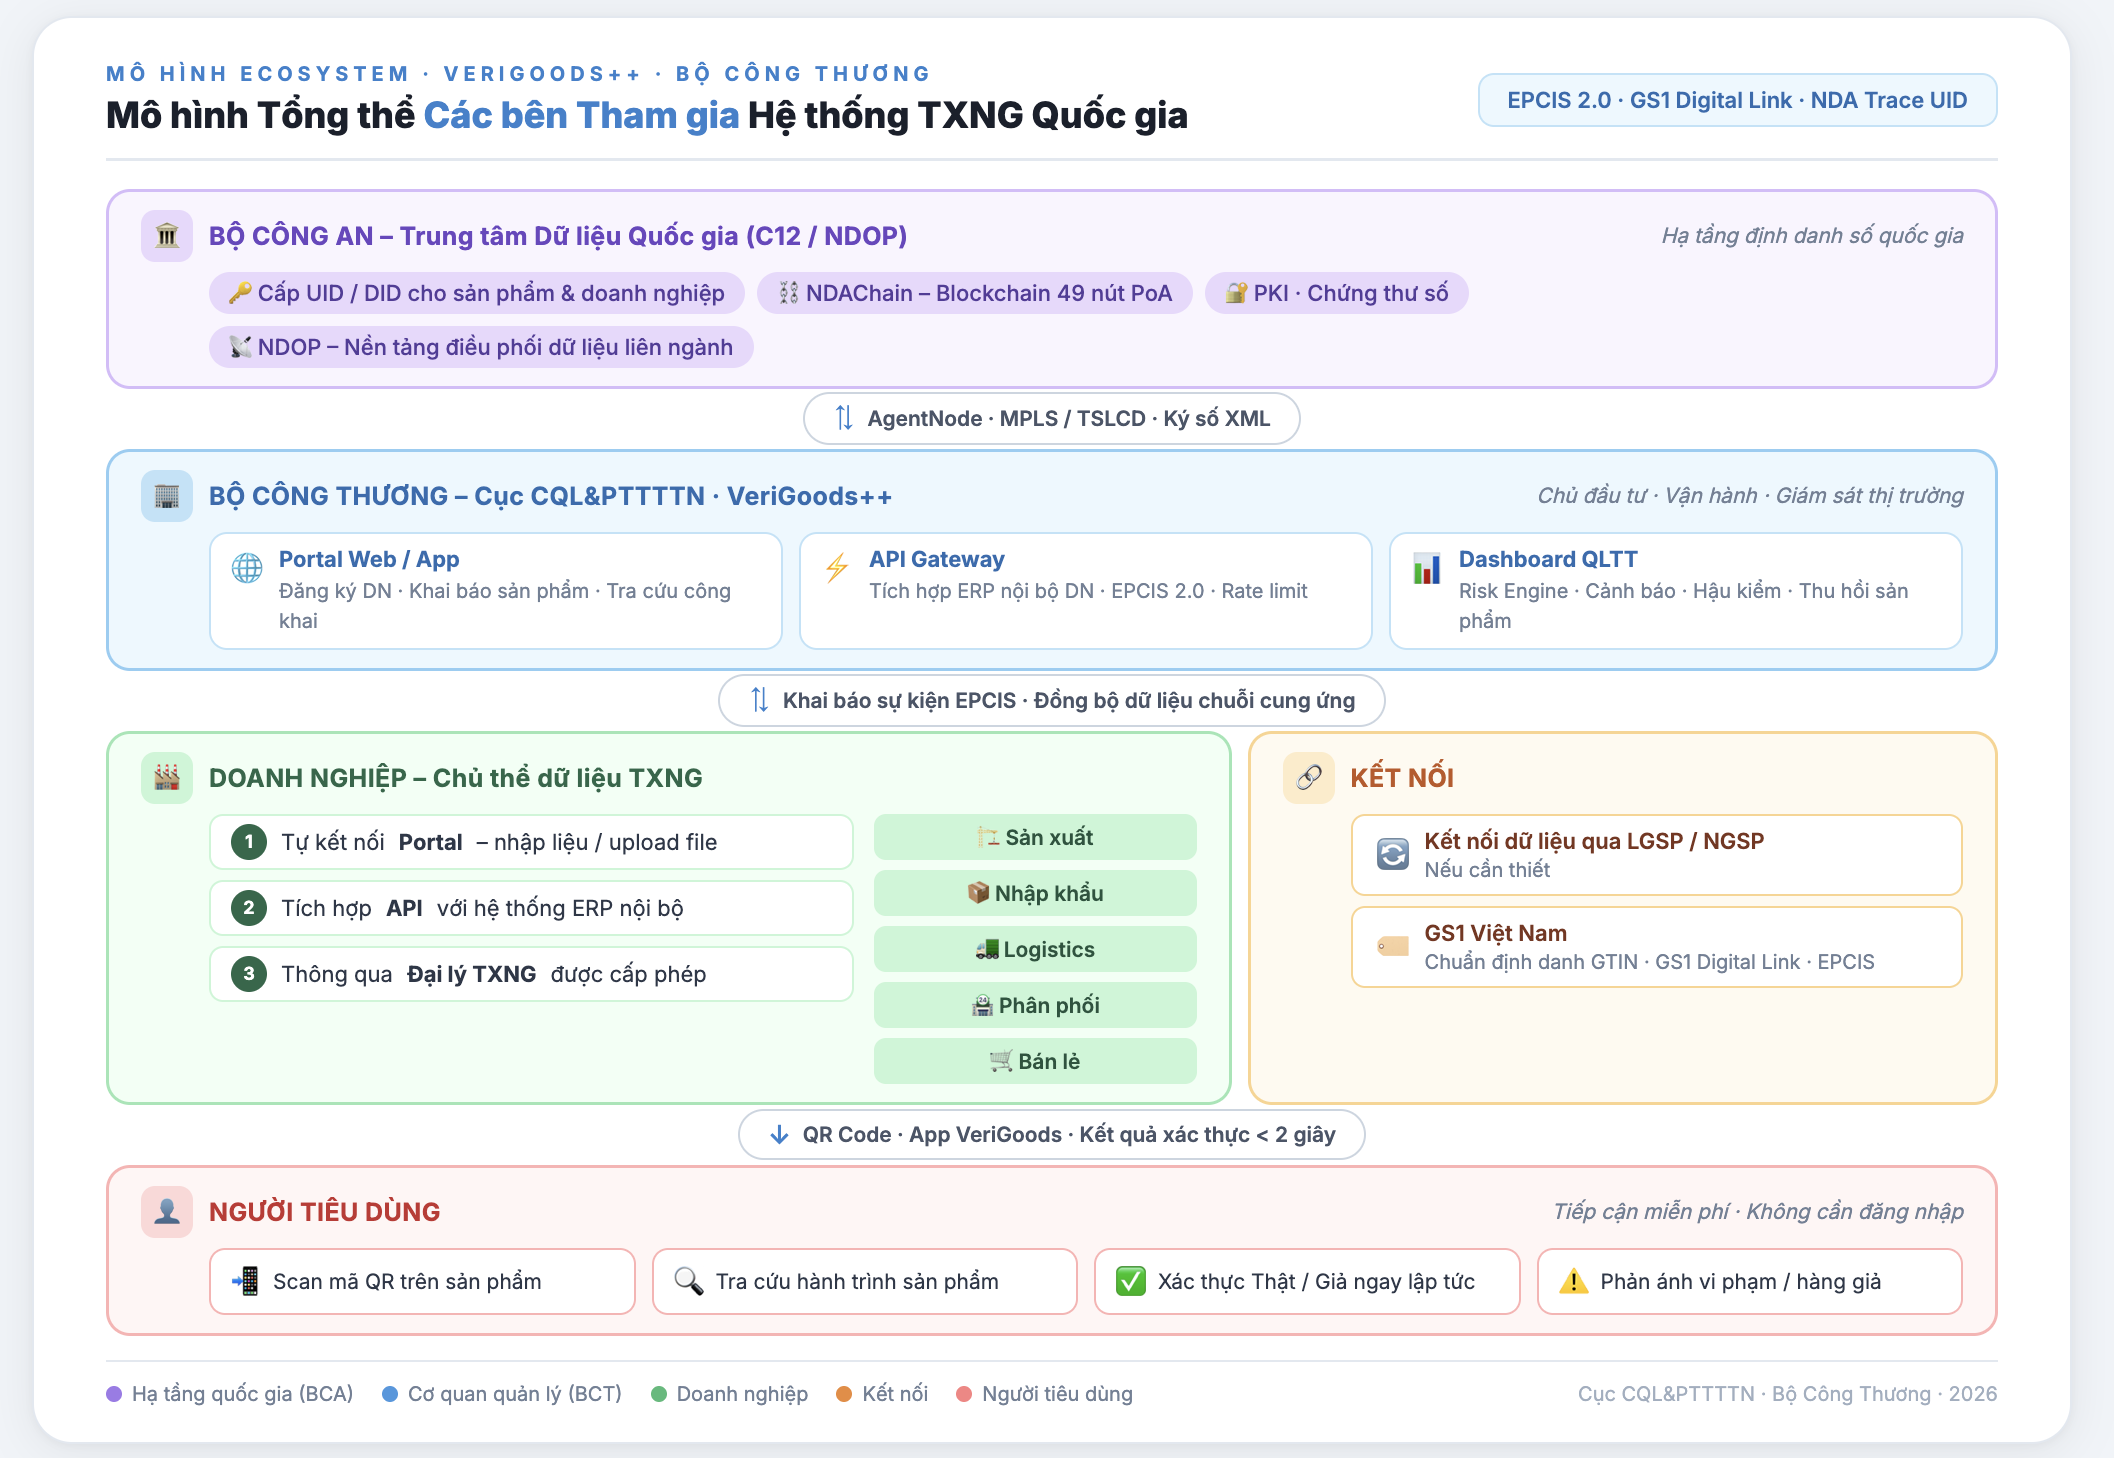 MÔ HÌNH ECOSYSTEM · VERIGOODS++ · BỘ CÔNG THƯƠNG
Mô hình Tổng thể Các bên Tham gia Hệ thống TXNG Quốc gia
EPCIS 2.0 · GS1 Digital Link · NDA Trace UID
BỘ CÔNG AN – Trung tâm Dữ liệu Quốc gia (C12 / NDOP)
Hạ tầng định danh số quốc gia
Cấp UID / DID cho sản phẩm & doanh nghiệp
NDAChain – Blockchain 49 nút PoA
PKI · Chứng thư số
NDOP – Nền tảng điều phối dữ liệu liên ngành
AgentNode · MPLS / TSLCD · Ký số XML
BỘ CÔNG THƯƠNG – Cục CQL&PTTTTN · VeriGoods++
Chủ đầu tư · Vận hành · Giám sát thị trường
Portal Web / App
Đăng ký DN · Khai báo sản phẩm · Tra cứu công
khai
API Gateway
Tích hợp ERP nội bộ DN · EPCIS 2.0 · Rate limit
Dashboard QLTT
Risk Engine · Cảnh báo · Hậu kiểm · Thu hồi sản
phẩm
Khai báo sự kiện EPCIS · Đồng bộ dữ liệu chuỗi cung ứng
DOANH NGHIỆP – Chủ thể dữ liệu TXNG
1 Tự kết nối Portal – nhập liệu / upload file
2 Tích hợp API với hệ thống ERP nội bộ
3 Thông qua Đại lý TXNG được cấp phép
Sản xuất
Nhập khẩu
Logistics
Phân phối
Bán lẻ
KẾT NỐI
Kết nối dữ liệu qua LGSP / NGSP
Nếu cần thiết
GS1 Việt Nam
Chuẩn định danh GTIN · GS1 Digital Link · EPCIS
QR Code · App VeriGoods · Kết quả xác thực < 2 giây
NGƯỜI TIÊU DÙNG
Tiếp cận miễn phí · Không cần đăng nhập
Scan mã QR trên sản phẩm
Tra cứu hành trình sản phẩm
Xác thực Thật / Giả ngay lập tức
Phản ánh vi phạm / hàng giả
Hạ tầng quốc gia (BCA)
Cơ quan quản lý (BCT)
Doanh nghiệp
Kết nối
Người tiêu dùng
Cục CQL&PTTTTN · Bộ Công Thương · 2026